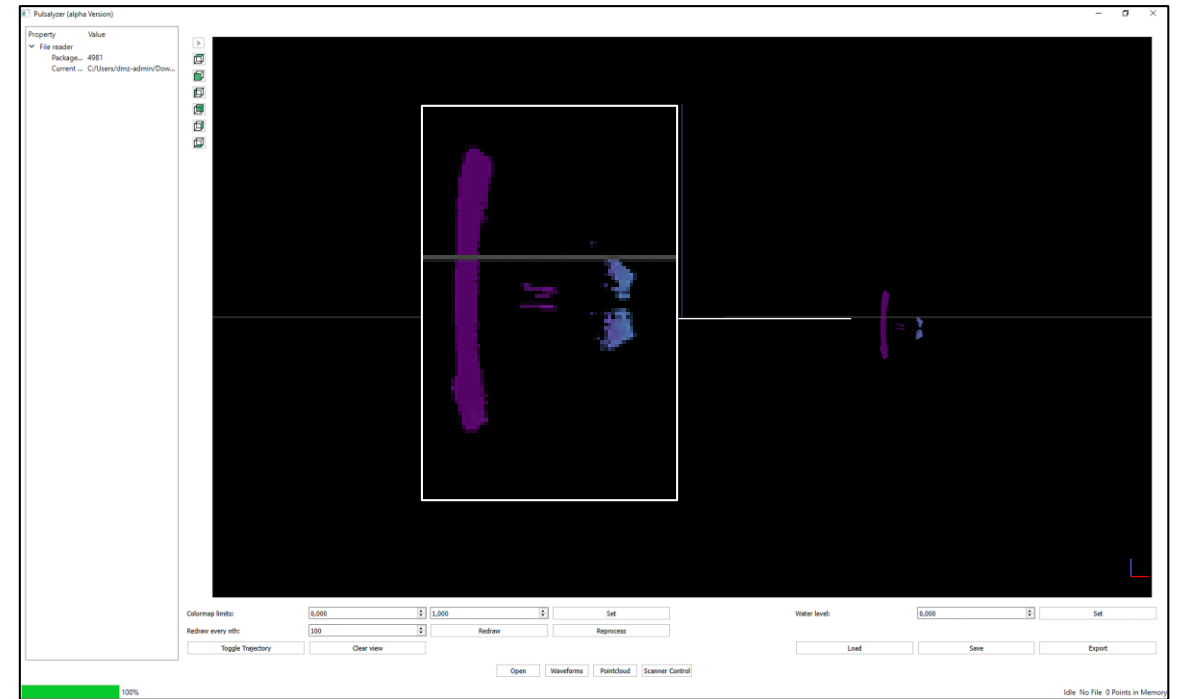 Pulsalyzer (alpha Version)
Property Value
File reader
Package... 4981
Current ... C:/Users/dmz-admin/Dow...
>
Colormap limits: 0,000 1,000 Set Water level: 0,000 Set
Redraw every nth: 100 Redraw Reprocess
Toggle Trajectory Clear view Load Save Export
Open Waveforms Pointcloud Scanner Control
100% Idle No File 0 Points in Memory